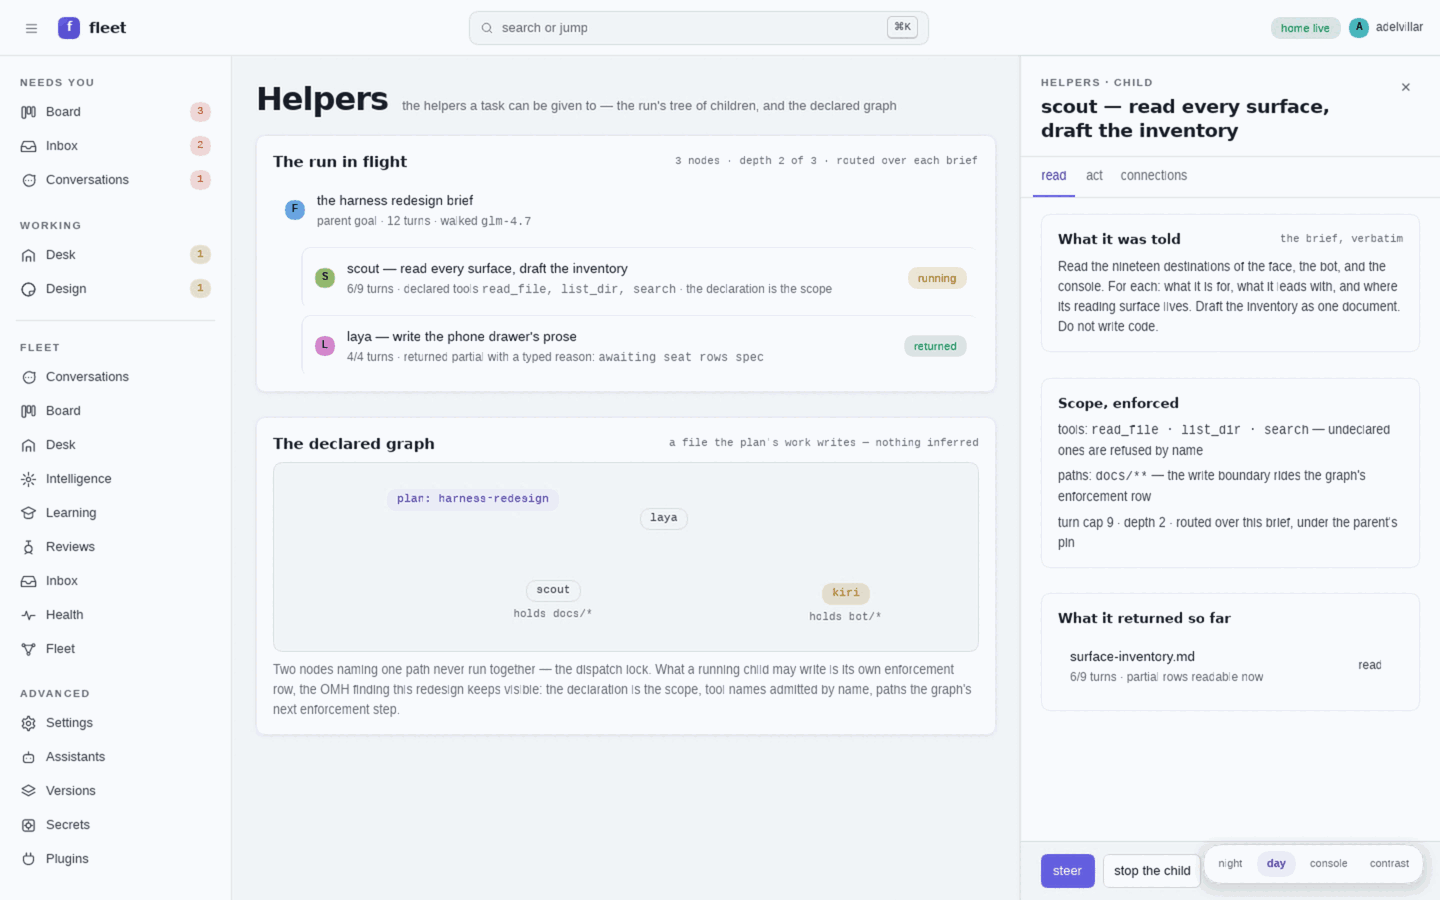 f fleet
search or jump ⌘K
home live A adelvillar
NEEDS YOU
Board 3
Inbox 2
Conversations 1
WORKING
Desk 1
Design 1
FLEET
Conversations
Board
Desk
Intelligence
Learning
Reviews
Inbox
Health
Fleet
ADVANCED
Settings
Assistants
Versions
Secrets
Plugins
Helpers the helpers a task can be given to — the run's tree of children, and the declared graph
The run in flight 3 nodes · depth 2 of 3 · routed over each brief
F the harness redesign brief
parent goal · 12 turns · walked glm-4.7
S scout — read every surface, draft the inventory
6/9 turns · declared tools read_file, list_dir, search · the declaration is the scope
running
L laya — write the phone drawer's prose
4/4 turns · returned partial with a typed reason: awaiting seat rows spec
returned
The declared graph a file the plan's work writes — nothing inferred
plan: harness-redesign
laya
scout
holds docs/*
kiri
holds bot/*
Two nodes naming one path never run together — the dispatch lock. What a running child may write is its own enforcement
row, the OMH finding this redesign keeps visible: the declaration is the scope, tool names admitted by name, paths the graph's
next enforcement step.
HELPERS · CHILD
scout — read every surface,
draft the inventory
read act connections
What it was told the brief, verbatim
Read the nineteen destinations of the face, the bot, and the
console. For each: what it is for, what it leads with, and where
its reading surface lives. Draft the inventory as one document.
Do not write code.
Scope, enforced
tools: read_file · list_dir · search — undeclared
ones are refused by name
paths: docs/** — the write boundary rides the graph's
enforcement row
turn cap 9 · depth 2 · routed over this brief, under the parent's
pin
What it returned so far
surface-inventory.md
6/9 turns · partial rows readable now
read
steer stop the child
night day console contrast